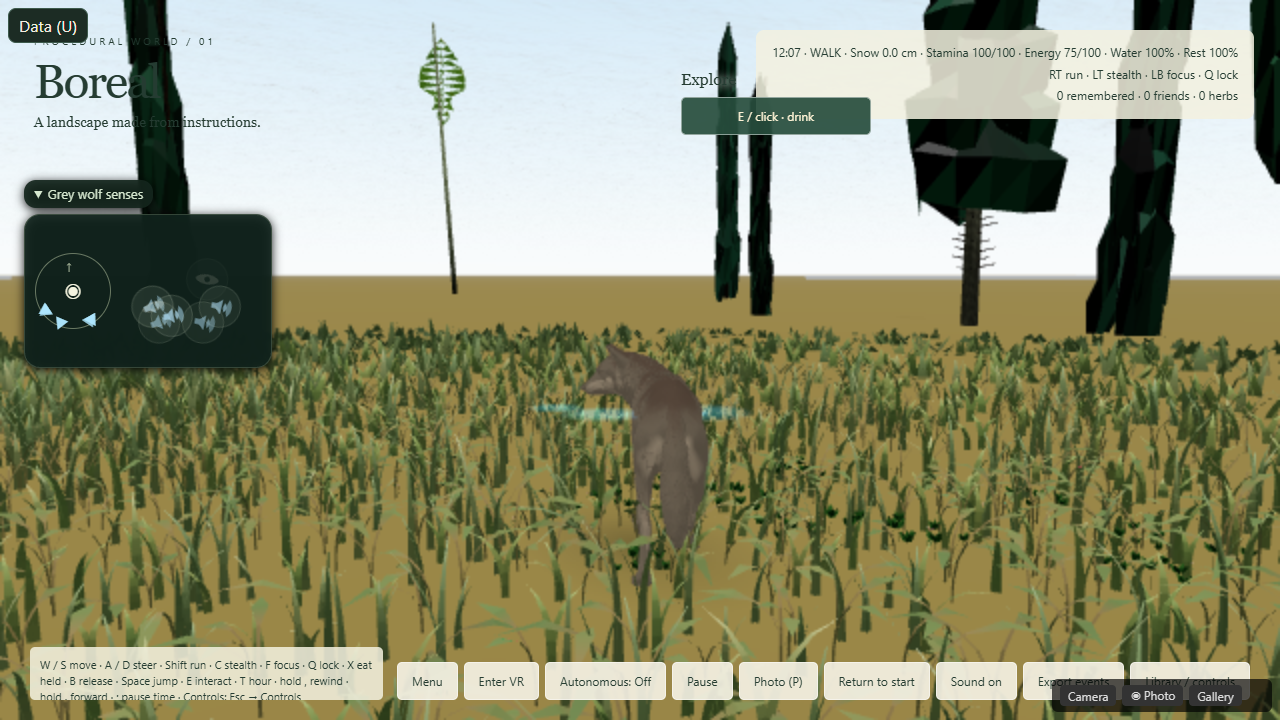 Data (U)
PROCEDURAL WORLD / 01
Boreal
A landscape made from instructions.
12:07 · WALK · Snow 0.0 cm · Stamina 100/100 · Energy 75/100 · Water 100% · Rest 100%
RT run · LT stealth · LB focus · Q lock
0 remembered · 0 friends · 0 herbs
Explore
E / click · drink
▼ Grey wolf senses
W / S move · A / D steer · Shift run · C stealth · F focus · Q lock · X eat
held · B release · Space jump · E interact · T hour · hold , rewind ·
hold . forward · ; pause time · Controls: Esc → Controls
Menu
Enter VR
Autonomous: Off
Pause
Photo (P)
Return to start
Sound on
Export events
Library / controls
Camera
◉ Photo
Gallery